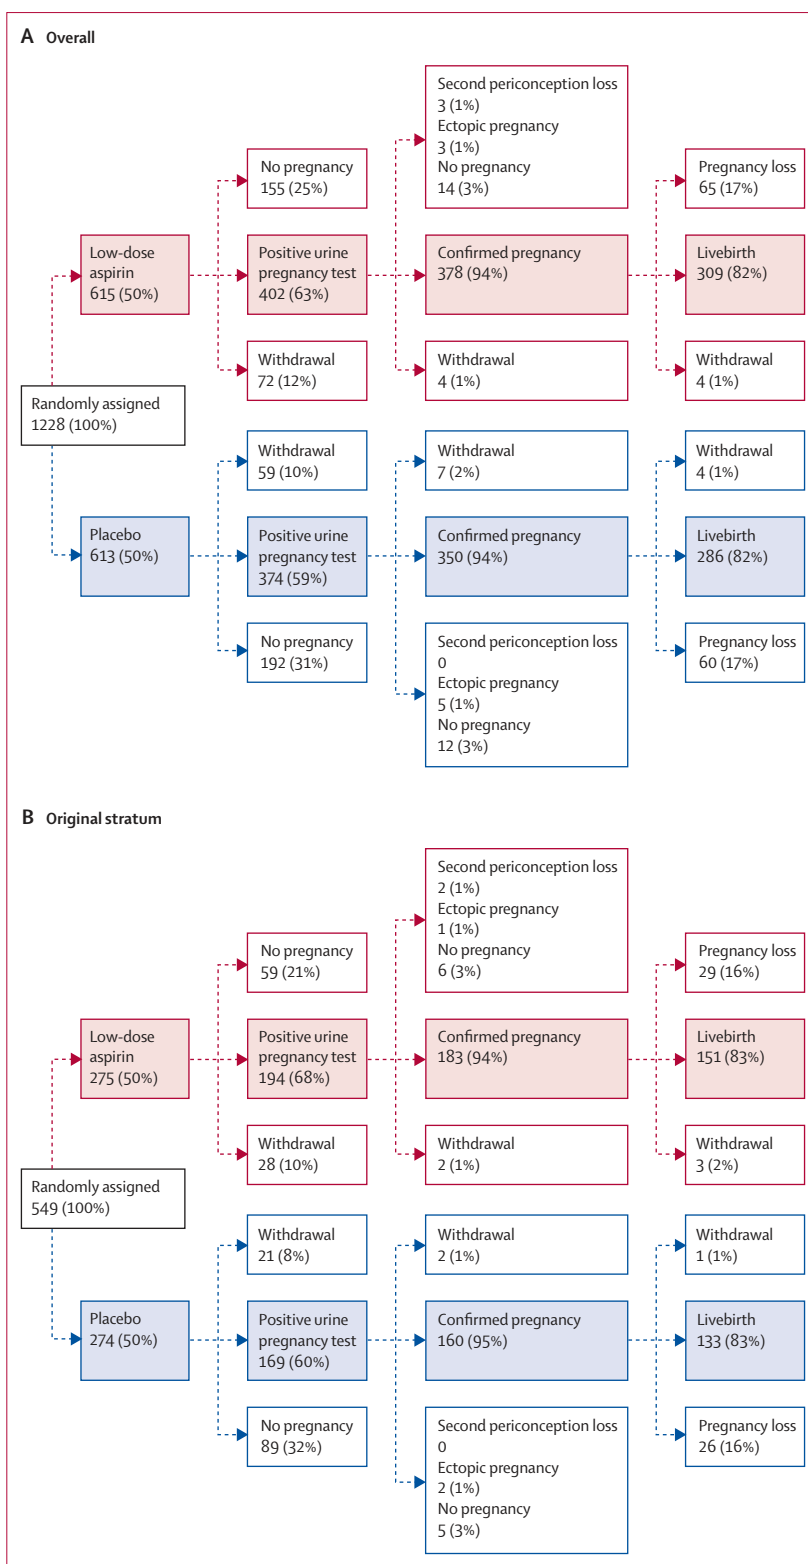 A Overall
Second periconception loss
3 (1%)
Ectopic pregnancy
3 (1%)
No pregnancy
14 (3%)
No pregnancy
155 (25%)
Pregnancy loss
65 (17%)
Low-dose
aspirin
615 (50%)
Positive urine
pregnancy test
402 (63%)
Confirmed pregnancy
378 (94%)
Livebirth
309 (82%)
Withdrawal
72 (12%)
Withdrawal
4 (1%)
Withdrawal
4 (1%)
Randomly assigned
1228 (100%)
Withdrawal
59 (10%)
Withdrawal
7 (2%)
Withdrawal
4 (1%)
Placebo
613 (50%)
Positive urine
pregnancy test
374 (59%)
Confirmed pregnancy
350 (94%)
Livebirth
286 (82%)
No pregnancy
192 (31%)
Second periconception loss
0
Ectopic pregnancy
5 (1%)
No pregnancy
12 (3%)
Pregnancy loss
60 (17%)
B Original stratum
Second periconception loss
2 (1%)
Ectopic pregnancy
1 (1%)
No pregnancy
6 (3%)
No pregnancy
59 (21%)
Pregnancy loss
29 (16%)
Low-dose
aspirin
275 (50%)
Positive urine
pregnancy test
194 (68%)
Confirmed pregnancy
183 (94%)
Livebirth
151 (83%)
Withdrawal
28 (10%)
Withdrawal
2 (1%)
Withdrawal
3 (2%)
Randomly assigned
549 (100%)
Withdrawal
21 (8%)
Withdrawal
2 (1%)
Withdrawal
1 (1%)
Placebo
274 (50%)
Positive urine
pregnancy test
169 (60%)
Confirmed pregnancy
160 (95%)
Livebirth
133 (83%)
No pregnancy
89 (32%)
Second periconception loss
0
Ectopic pregnancy
2 (1%)
No pregnancy
5 (3%)
Pregnancy loss
26 (16%)